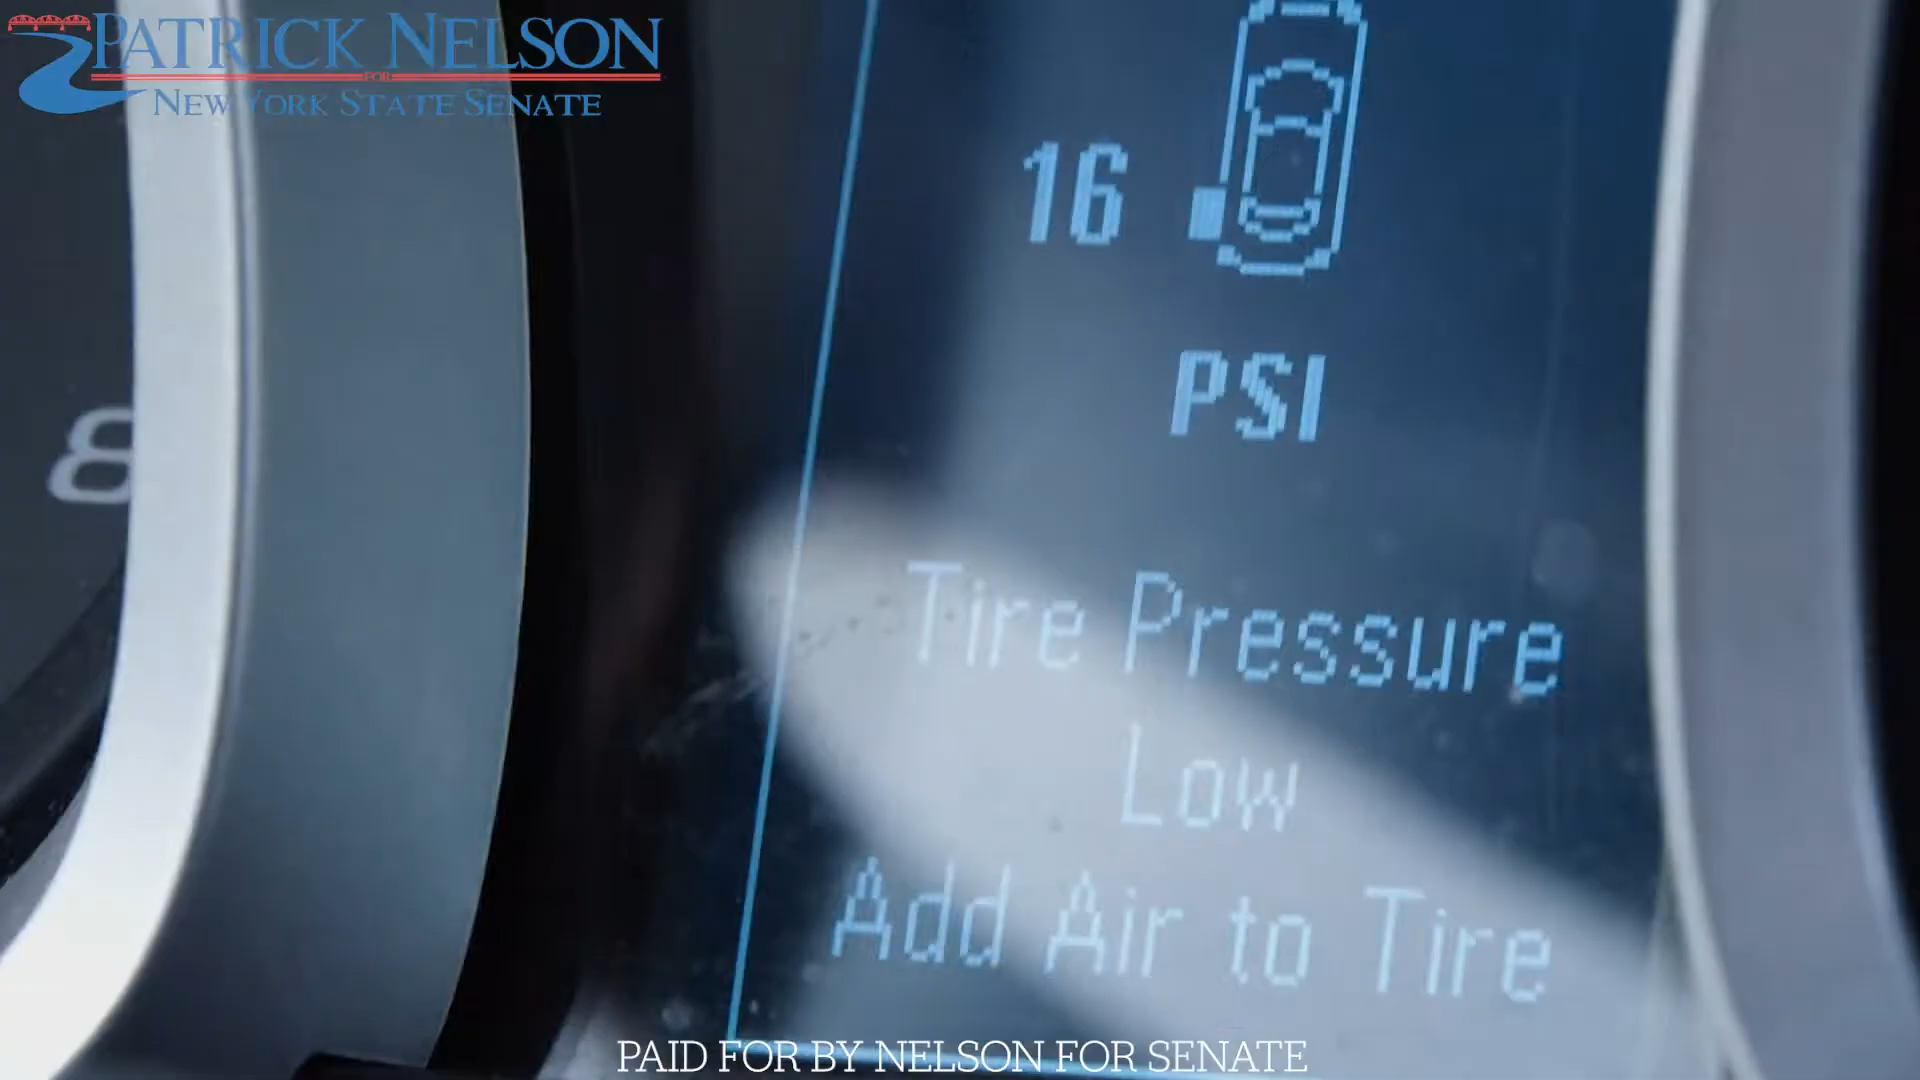 PATRICK NELSON
FOR
NEW YORK STATE SENATE
16
PSI
8
Tire Pressure
Low
Add Air to Tire
PAID FOR BY NELSON FOR SENATE